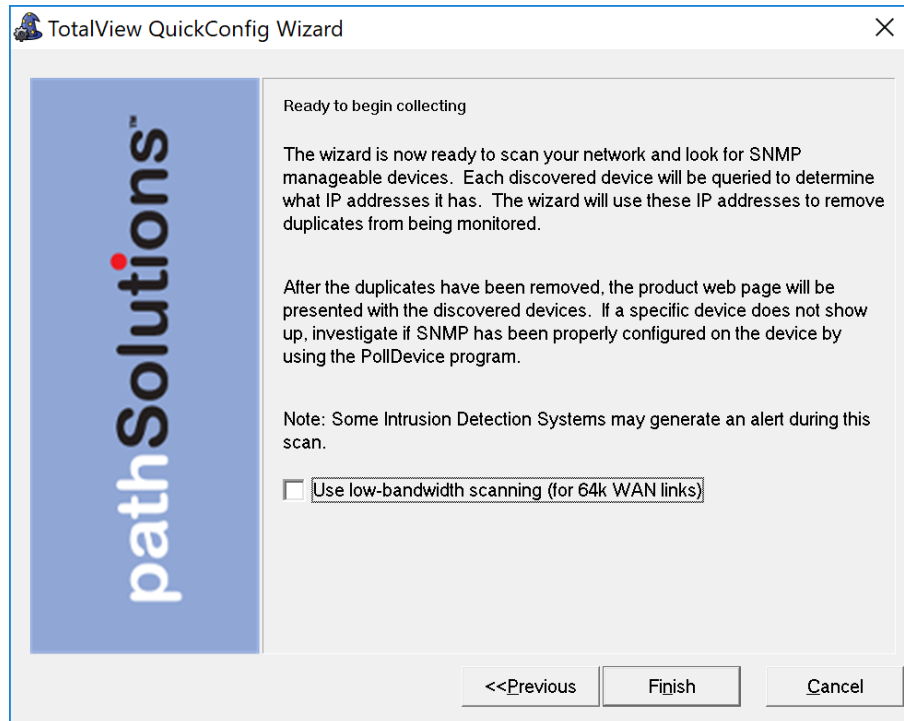 TotalView QuickConfig Wizard
pathSolutions™
Ready to begin collecting
The wizard is now ready to scan your network and look for SNMP
manageable devices.  Each discovered device will be queried to determine
what IP addresses it has.  The wizard will use these IP addresses to remove
duplicates from being monitored.
After the duplicates have been removed, the product web page will be
presented with the discovered devices.  If a specific device does not show
up, investigate if SNMP has been properly configured on the device by
using the PollDevice program.
Note: Some Intrusion Detection Systems may generate an alert during this
scan.
Use low-bandwidth scanning (for 64k WAN links)
<<Previous
Finish
Cancel